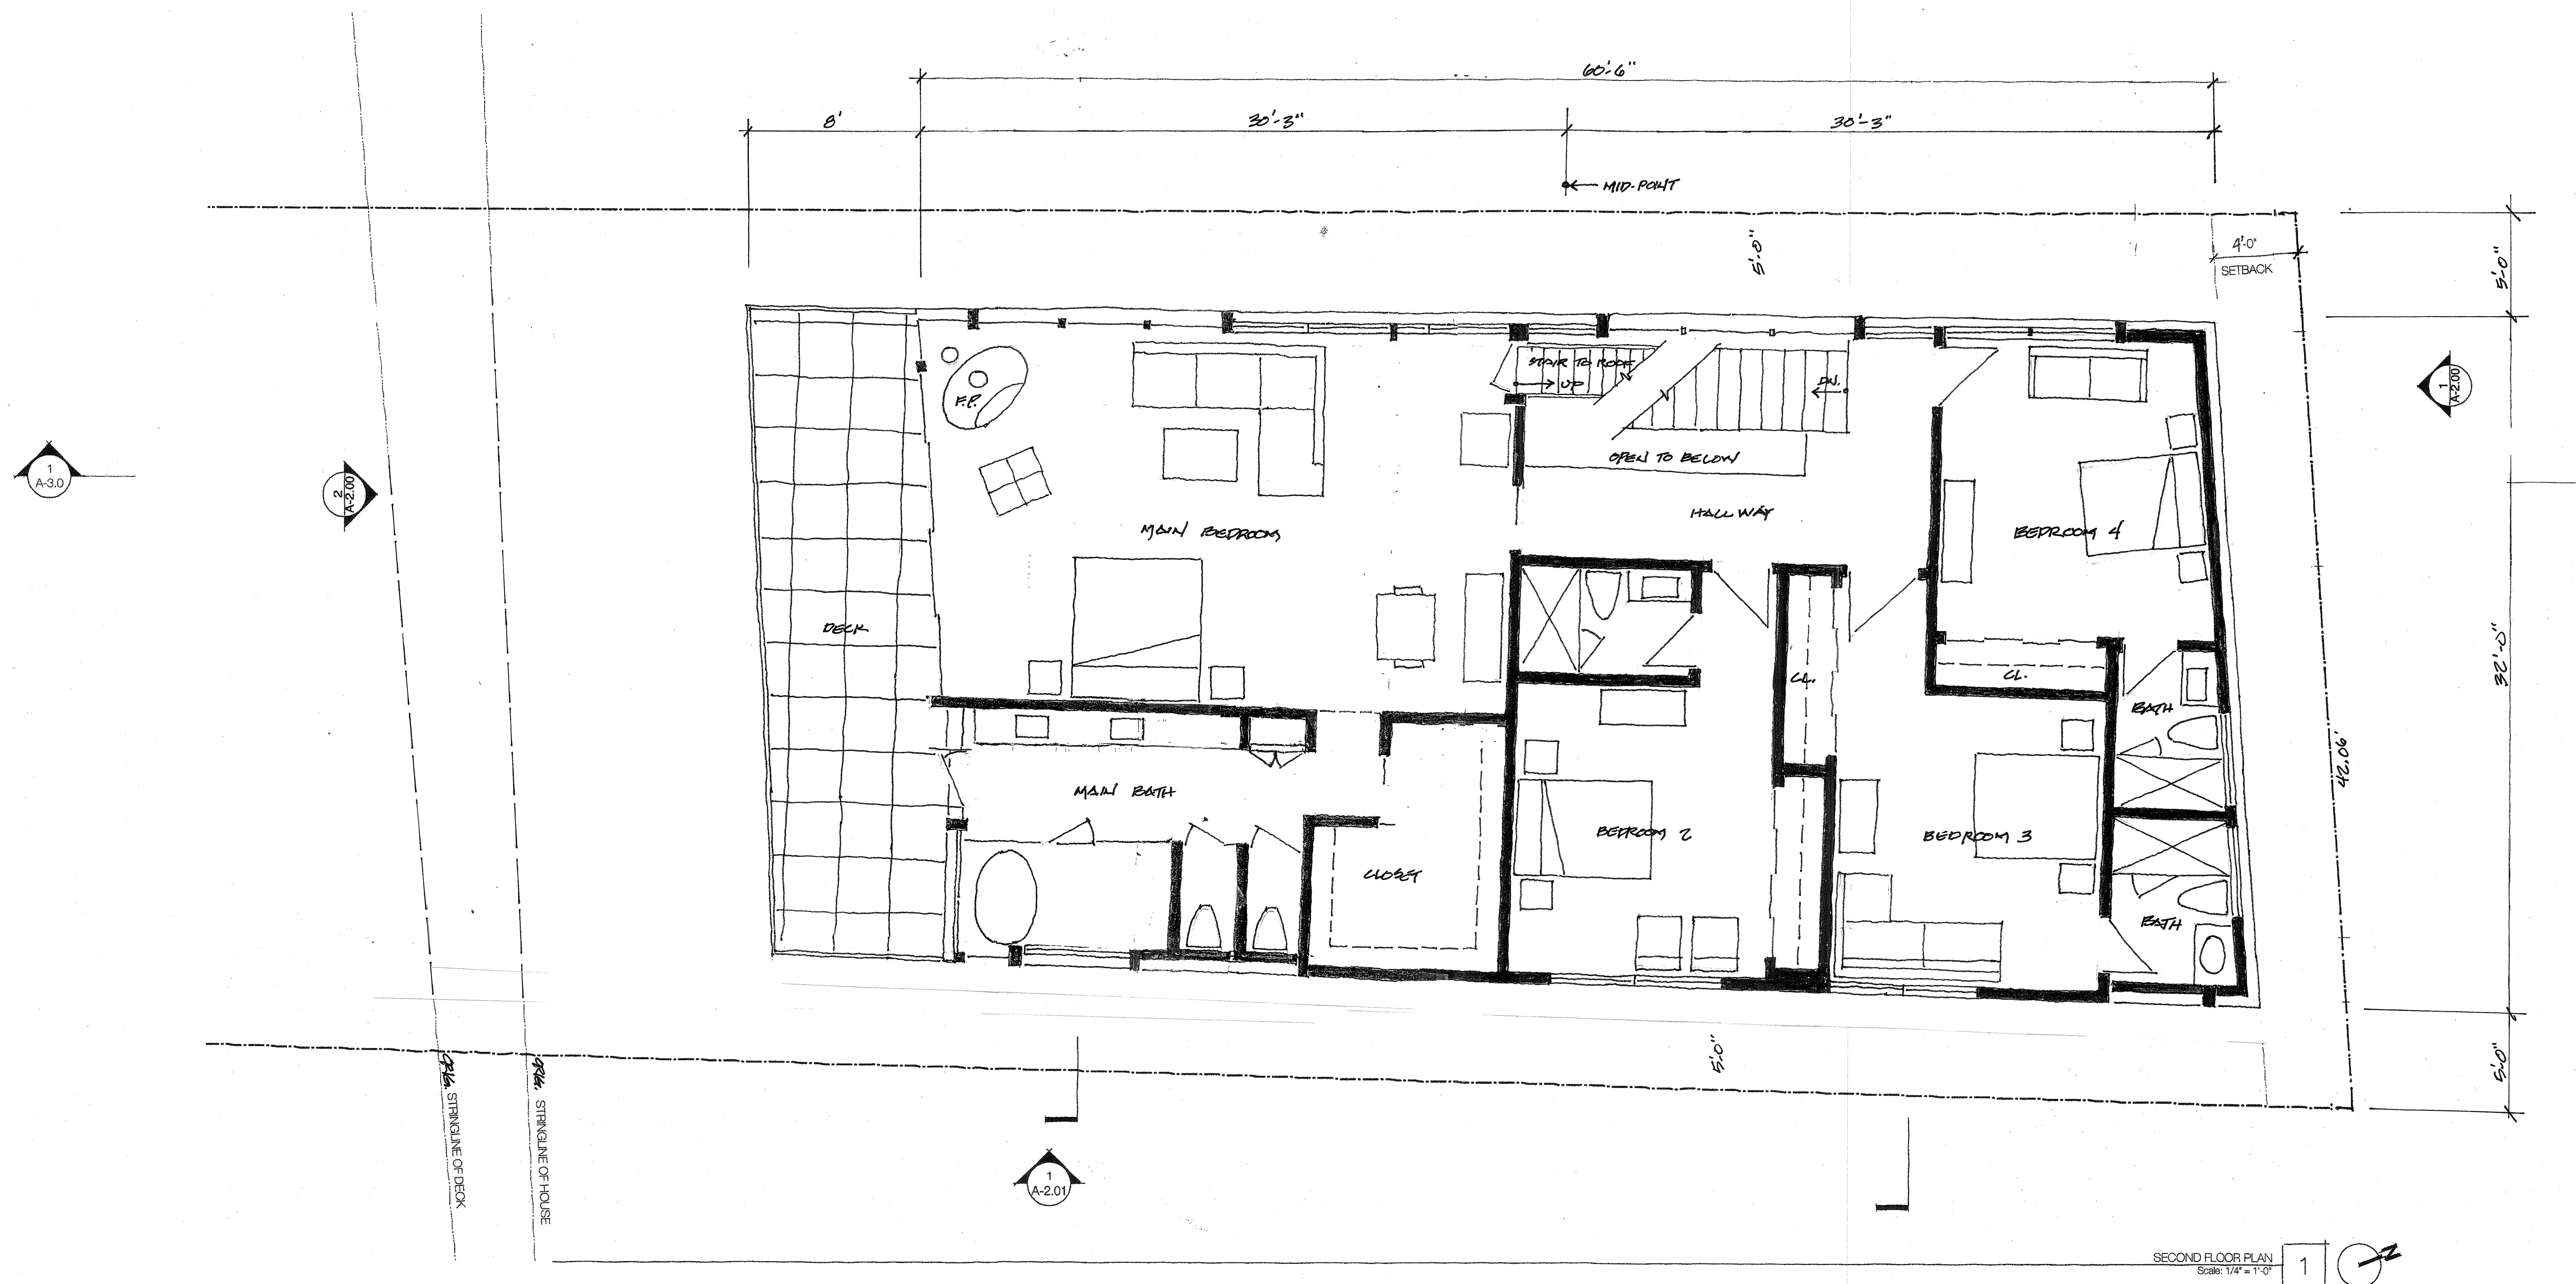 60'-6"
8'
30'-3"
30'-3"
MID-POINT
5'-0"
4'-0"
SETBACK
5'-0"
STAIR TO ROOF
UP
DN.
F.P.
1
A-2.00
OPEN TO BELOW
1
A-3.0
2
A-2.00
HALLWAY
MAIN BEDROOM
BEDROOM 4
DECK
32'-0"
CL.
CL.
BATH
42.06'
MAIN BATH
BEDROOM 2
BEDROOM 3
CLOSET
BATH
5'-0"
5'-0"
ORIG. STRINGLINE OF DECK
ORIG. STRINGLINE OF HOUSE
1
A-2.01
SECOND FLOOR PLAN
Scale: 1/4" = 1'-0"
1
N